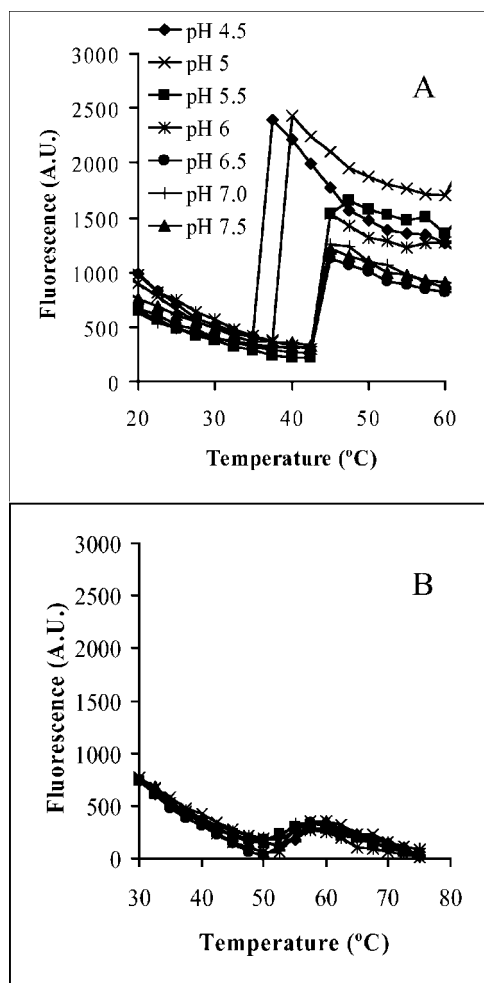 A
pH 4.5
pH 5
pH 5.5
pH 6
pH 6.5
pH 7.0
pH 7.5
Fluorescence (A.U.)
3000
2500
2000
1500
1000
500
0
20 30 40 50 60
Temperature (ºC)
B
Fluorescence (A.U.)
3000
2500
2000
1500
1000
500
0
30 40 50 60 70 80
Temperature (ºC)